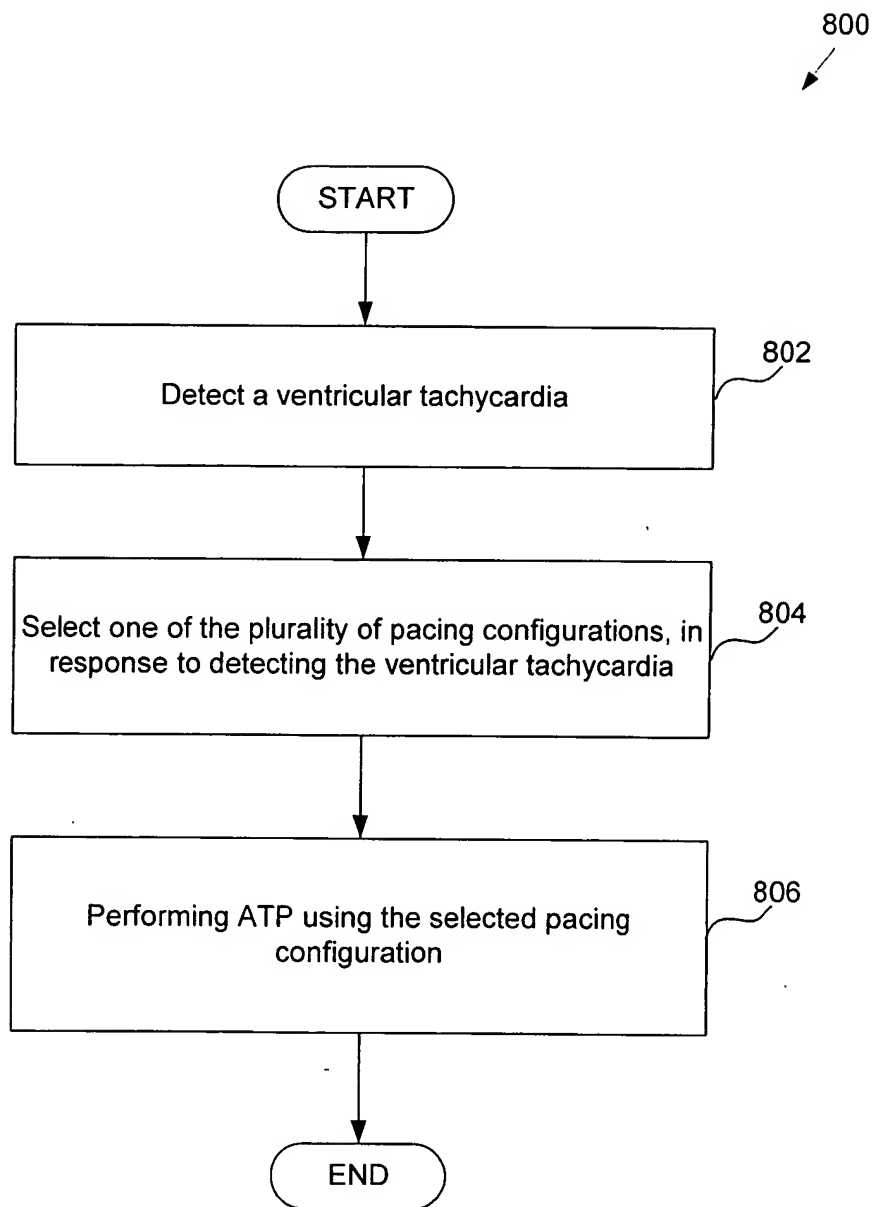 800
START
Detect a ventricular tachycardia
802
Select one of the plurality of pacing configurations, in
response to detecting the ventricular tachycardia
804
Performing ATP using the selected pacing
configuration
806
END